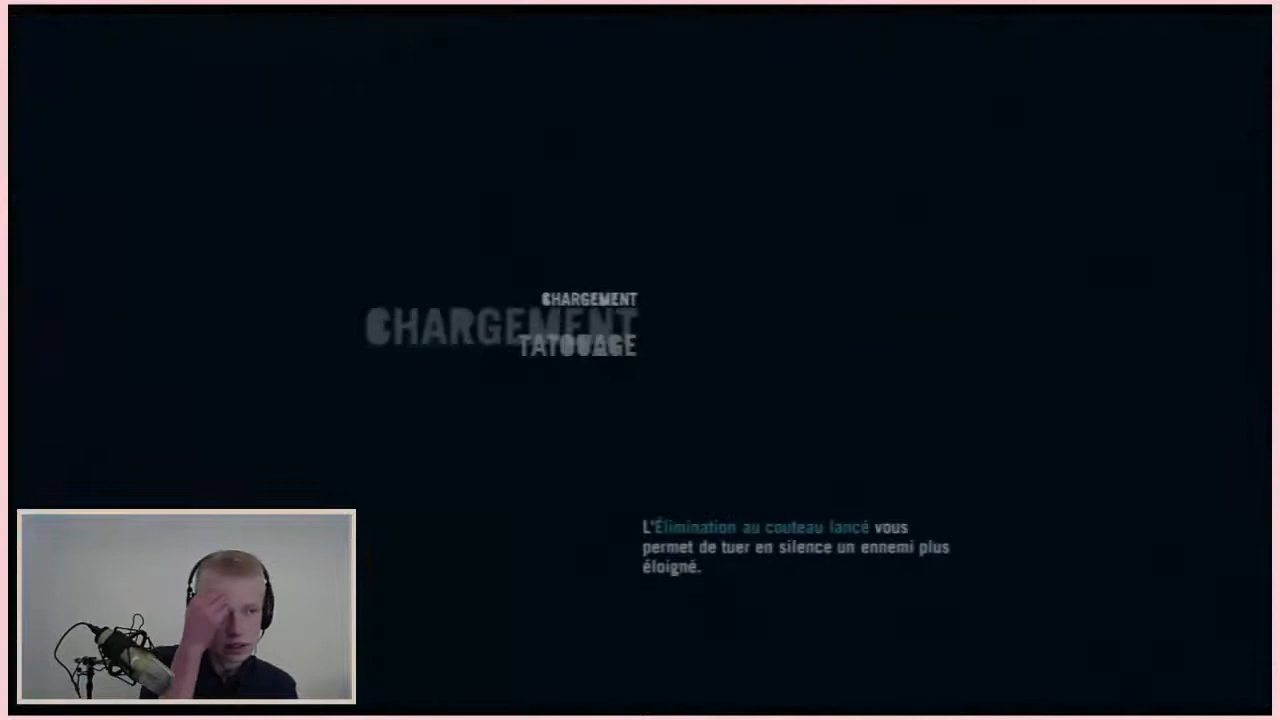 CHARGEMENT
CHARGEMENT
TATOUAGE
L'Élimination au couteau lancé vous
permet de tuer en silence un ennemi plus
éloigné.